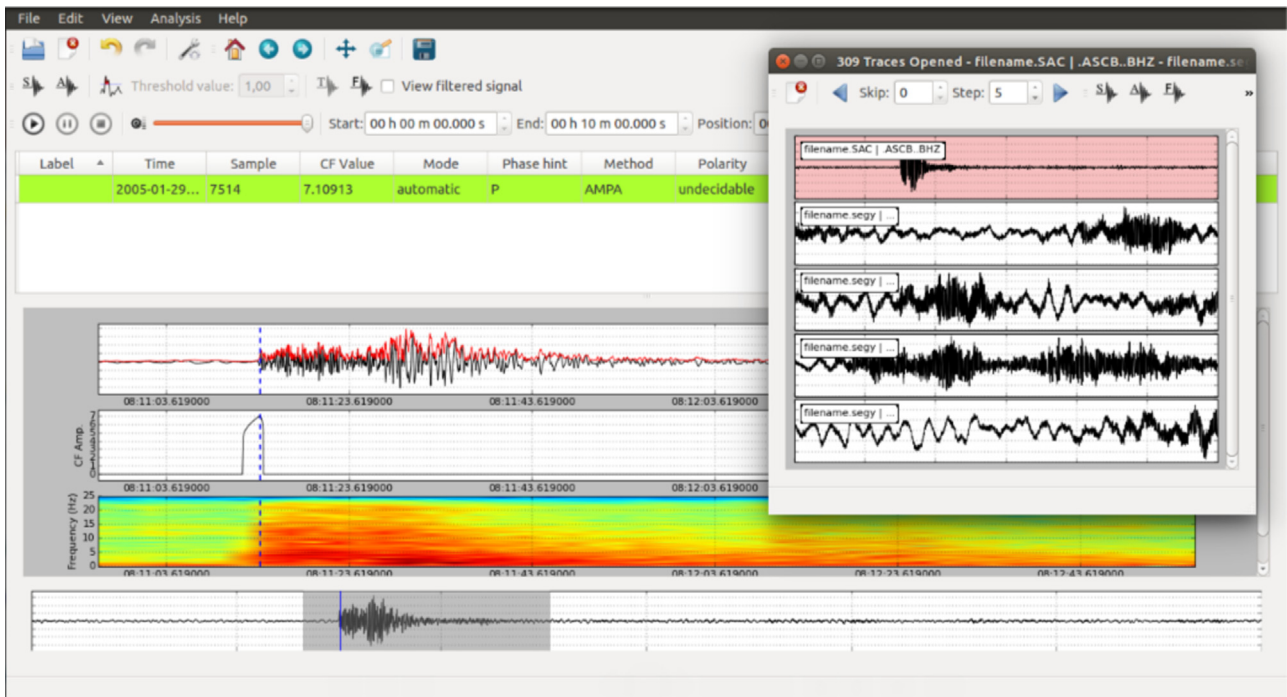 File Edit View Analysis Help
309 Traces Opened - filename.SAC | .ASCB..BHZ - filename.se
Skip: 0 Step: 5 »
Threshold value: 1,00 View filtered signal
Start: 00 h 00 m 00.000 s End: 00 h 10 m 00.000 s Position:
Label Time Sample CF Value Mode Phase hint Method Polarity
2005-01-29... 7514 7.10913 automatic P AMPA undecidable
filename.SAC | .ASCB..BHZ
filename.segy | ...
filename.segy | ...
filename.segy | ...
filename.segy | ...
08:11:03.619000 08:11:23.619000 08:11:43.619000 08:12:03.619000
CF Amp.
7
08:11:03.619000 08:11:23.619000 08:11:43.619000 08:12:03.619000
Frequency (Hz)
25
20
15
10
5
0
08:11:03.619000 08:11:23.619000 08:11:43.619000 08:12:03.619000 08:12:23.619000 08:12:43.619000